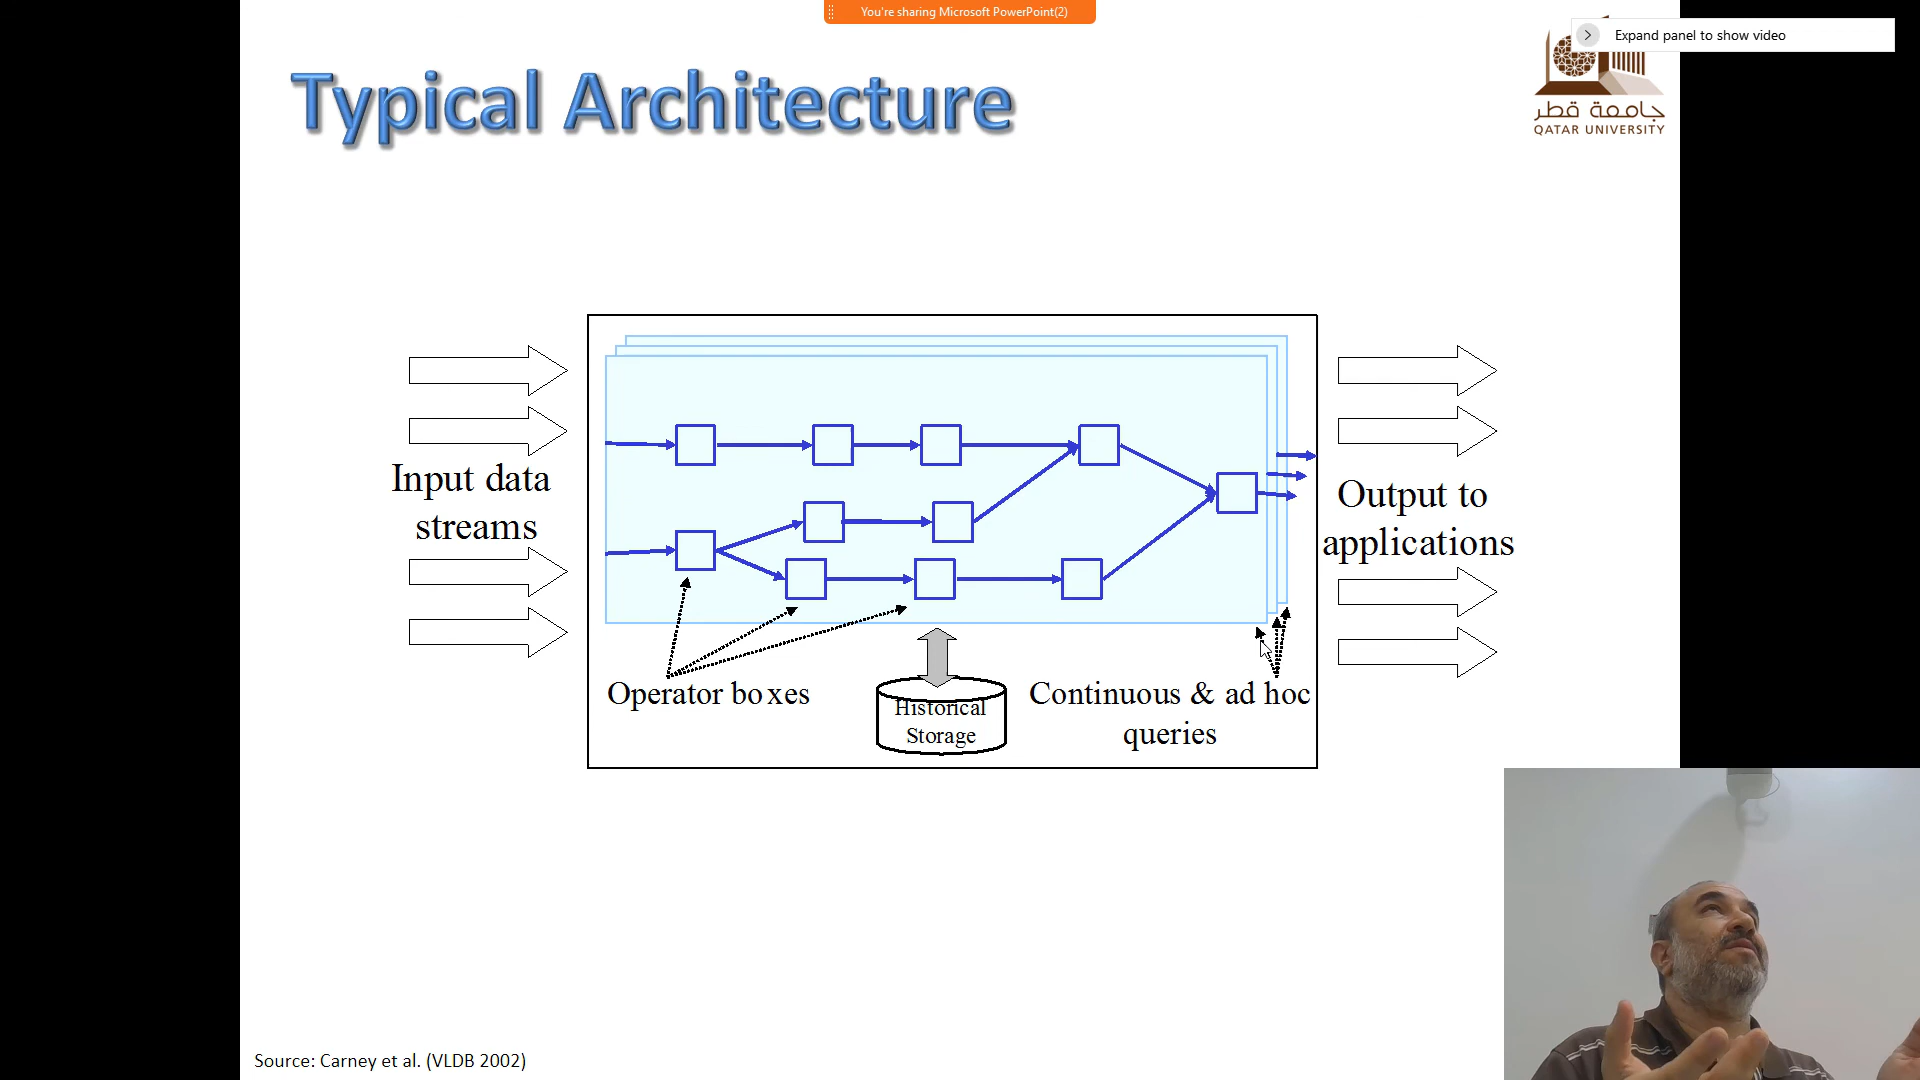 You're sharing Microsoft PowerPoint(2)
Expand panel to show video
Typical Architecture
جامعة قطر
QATAR UNIVERSITY
Input data
streams
Output to
applications
Operator boxes
Historical
Storage
Continuous & ad hoc
queries
Source: Carney et al. (VLDB 2002)